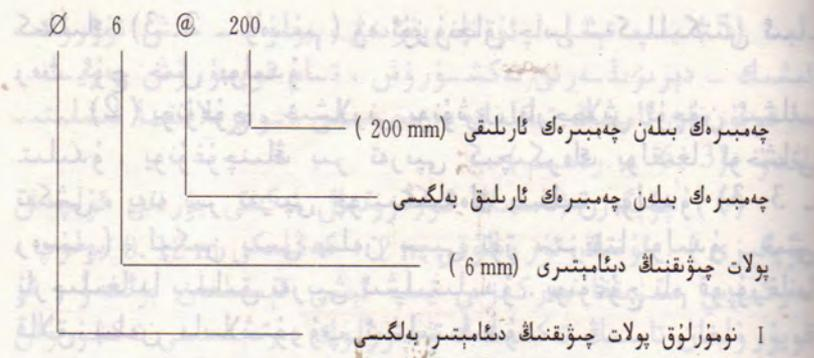 Ø 6 @ 200
چەمبىرەك بىلەن چەمبىرەك ئارىلىقى (200 mm)
چەمبىرەك بىلەن چەمبىرەك ئارىلىق بەلگىسى
پولات چىۋىقنىڭ دىئامېتىرى (6 mm)
I نومۇرلۇق پولات چىۋىقنىڭ دىئامېتىر بەلگىسى